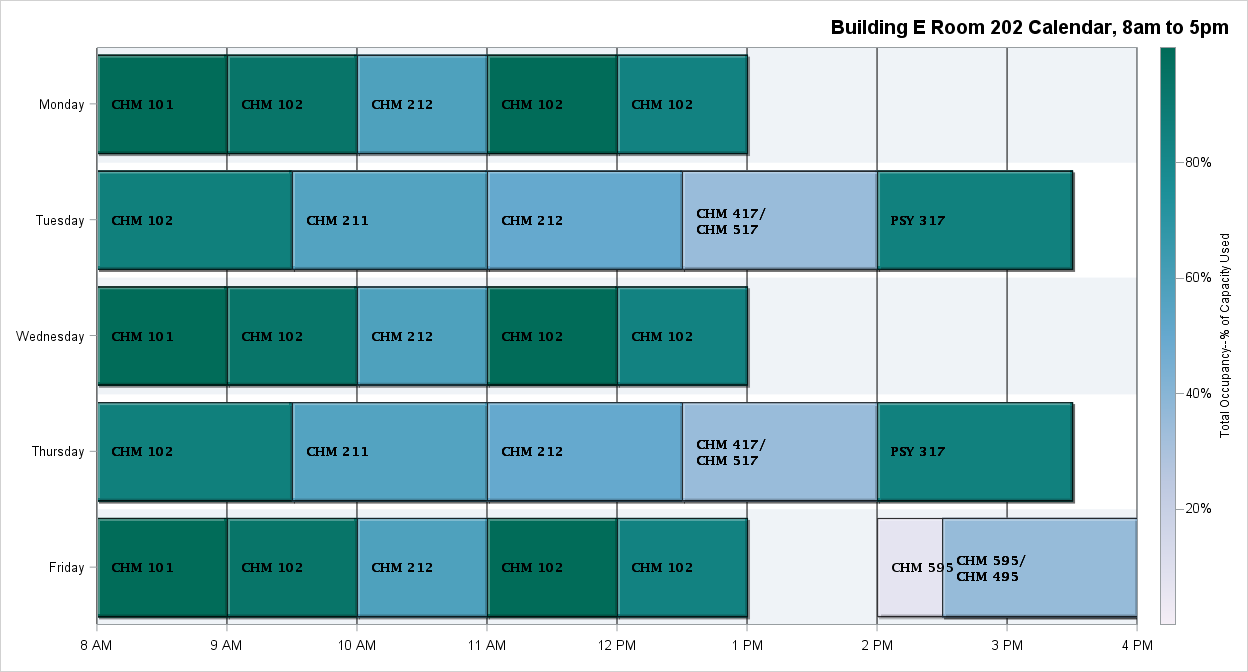 Building E Room 202 Calendar, 8am to 5pm
Monday
CHM 101
CHM 102
CHM 212
CHM 102
CHM 102
Tuesday
CHM 102
CHM 211
CHM 212
CHM 417/
CHM 517
PSY 317
Wednesday
CHM 101
CHM 102
CHM 212
CHM 102
CHM 102
Thursday
CHM 102
CHM 211
CHM 212
CHM 417/
CHM 517
PSY 317
Friday
CHM 101
CHM 102
CHM 212
CHM 102
CHM 102
CHM 595
CHM 595/
CHM 495
8 AM
9 AM
10 AM
11 AM
12 PM
1 PM
2 PM
3 PM
4 PM
80%
60%
40%
20%
Total Occupancy--% of Capacity Used